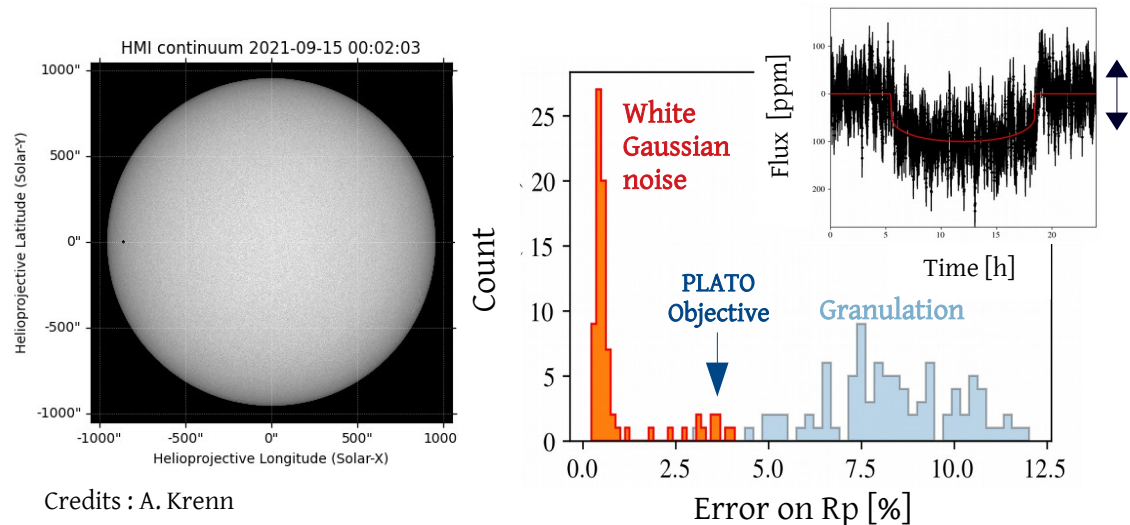 HMI continuum 2021-09-15 00:02:03
1000"
500"
0"
-500"
-1000"
Helioprojective Latitude (Solar-Y)
-1000" -500" 0" 500" 1000"
Helioprojective Longitude (Solar-X)
Credits : A. Krenn
Count
25
20
15
10
5
0
White
Gaussian
noise
PLATO
Objective
Granulation
0.0 2.5 5.0 7.5 10.0 12.5
Error on Rp [%]
Flux [ppm]
100
0
100
200
0 5 10 15 20
Time [h]